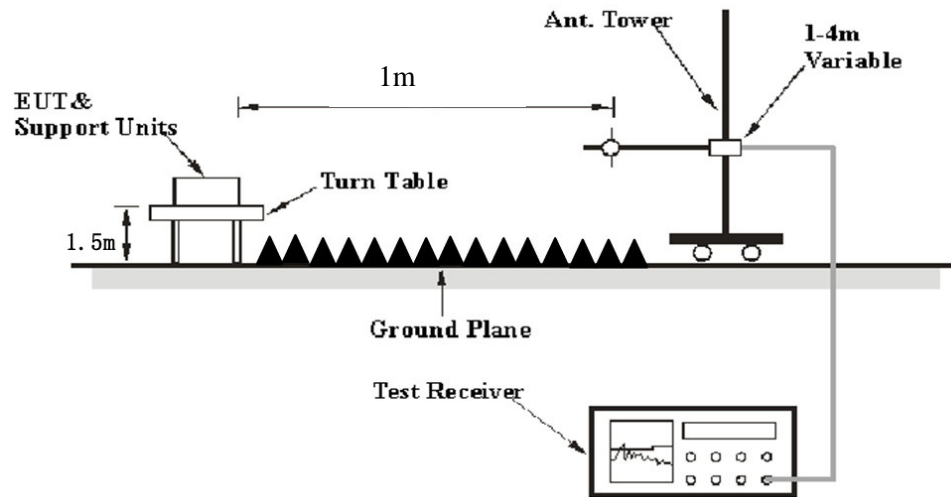 Ant. Tower
1-4m
Variable
1m
EUT&
Support Units
Turn Table
1.5m
Ground Plane
Test Receiver